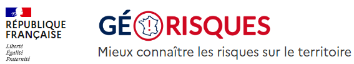 RÉPUBLIQUE
FRANÇAISE
Liberté
Égalité
Fraternité
GÉORISQUES
Mieux connaître les risques sur le territoire